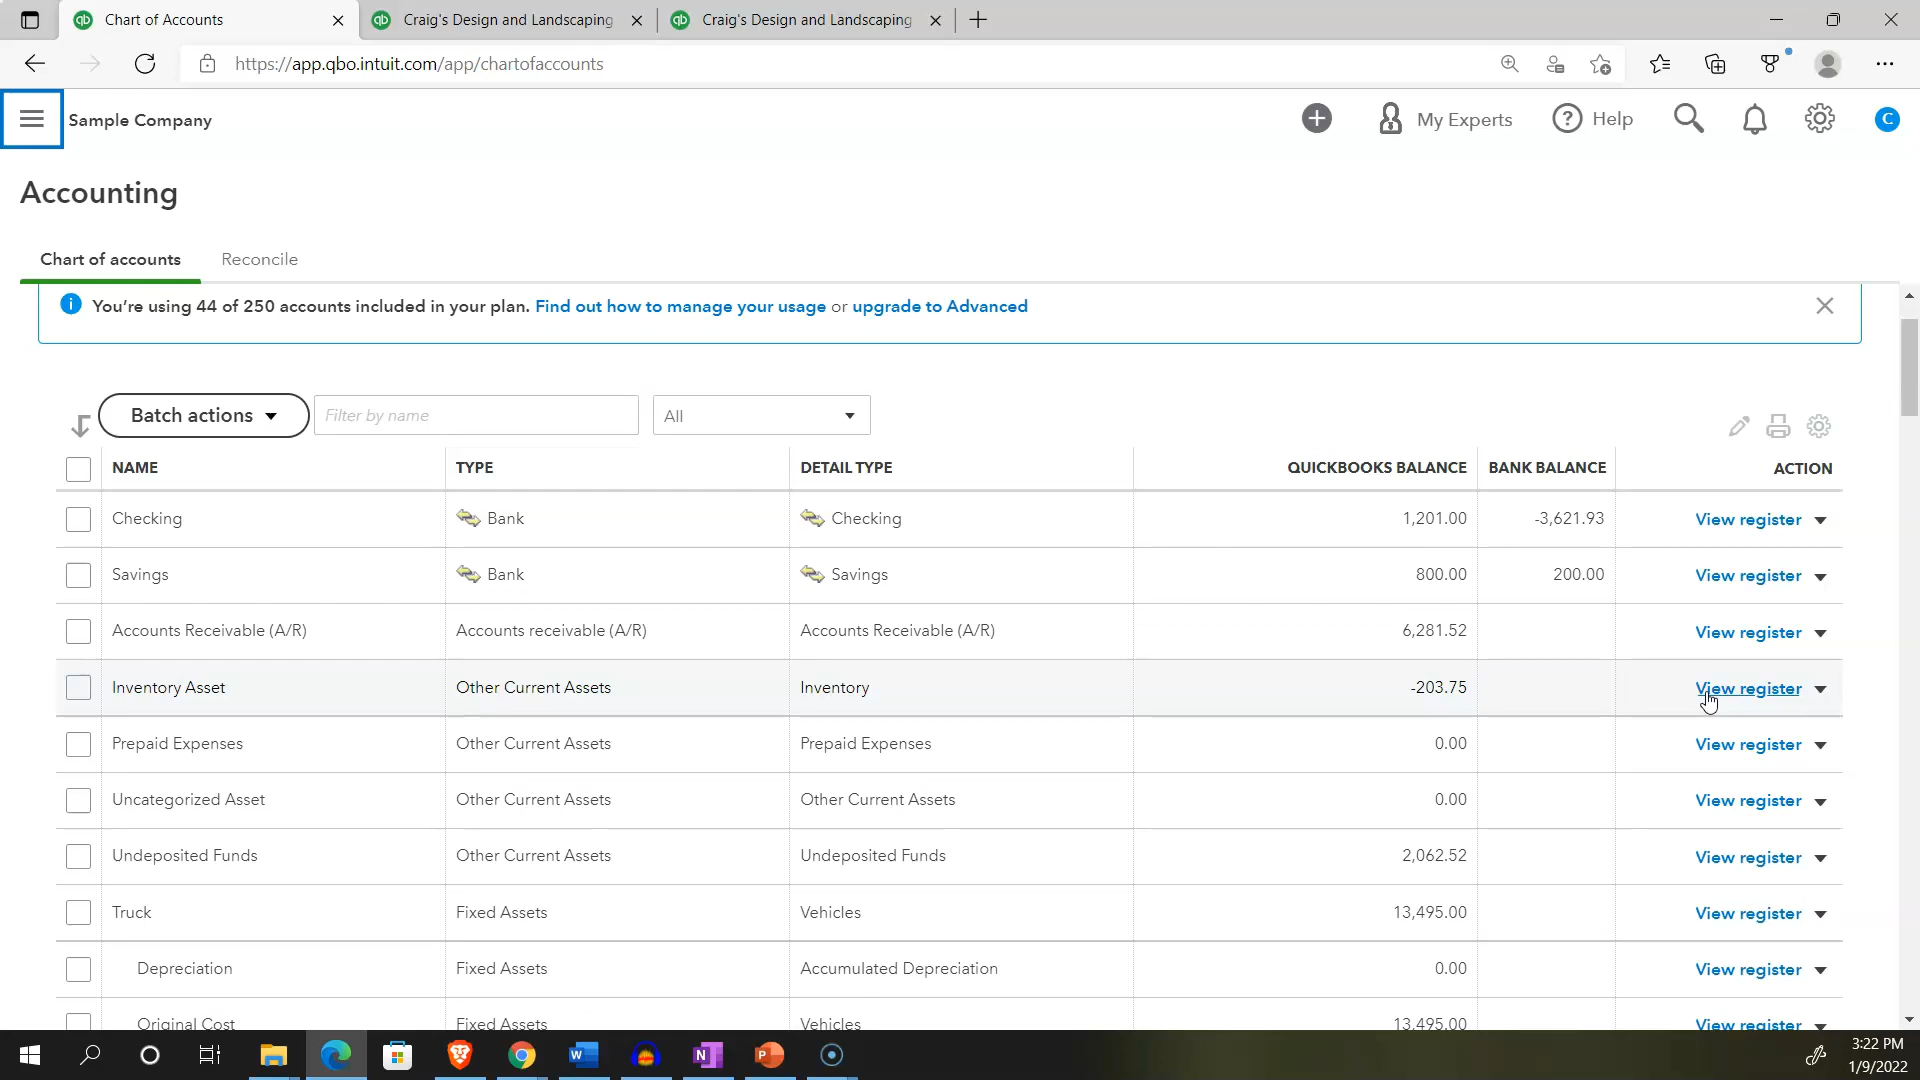 Chart of Accounts
Craig's Design and Landscaping
Craig's Design and Landscaping
https://app.qbo.intuit.com/app/chartofaccounts
Sample Company
My Experts
Help
C
Accounting
Chart of accounts
Reconcile
You're using 44 of 250 accounts included in your plan. Find out how to manage your usage or upgrade to Advanced
Batch actions
Filter by name
All
NAME TYPE DETAIL TYPE QUICKBOOKS BALANCE BANK BALANCE ACTION
Checking Bank Checking 1,201.00 -3,621.93 View register
Savings Bank Savings 800.00 200.00 View register
Accounts Receivable (A/R) Accounts receivable (A/R) Accounts Receivable (A/R) 6,281.52 View register
Inventory Asset Other Current Assets Inventory -203.75 View register
Prepaid Expenses Other Current Assets Prepaid Expenses 0.00 View register
Uncategorized Asset Other Current Assets Other Current Assets 0.00 View register
Undeposited Funds Other Current Assets Undeposited Funds 2,062.52 View register
Truck Fixed Assets Vehicles 13,495.00 View register
Depreciation Fixed Assets Accumulated Depreciation 0.00 View register
Original Cost Fixed Assets Vehicles 13,495.00 View register
3:22 PM
1/9/2022